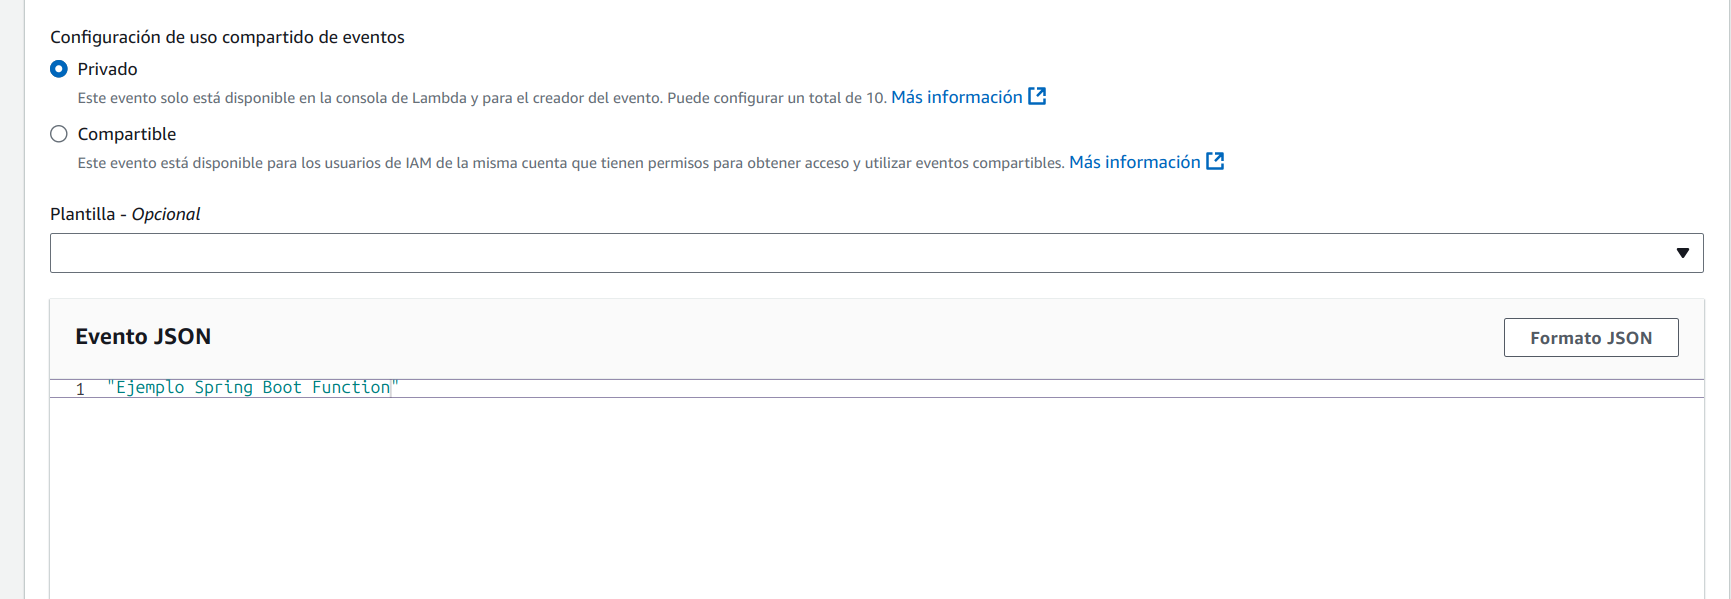 Configuración de uso compartido de eventos
Privado
Este evento solo está disponible en la consola de Lambda y para el creador del evento. Puede configurar un total de 10. Más información
Compartible
Este evento está disponible para los usuarios de IAM de la misma cuenta que tienen permisos para obtener acceso y utilizar eventos compartibles. Más información
Plantilla - Opcional
Evento JSON
Formato JSON
1 "Ejemplo Spring Boot Function"